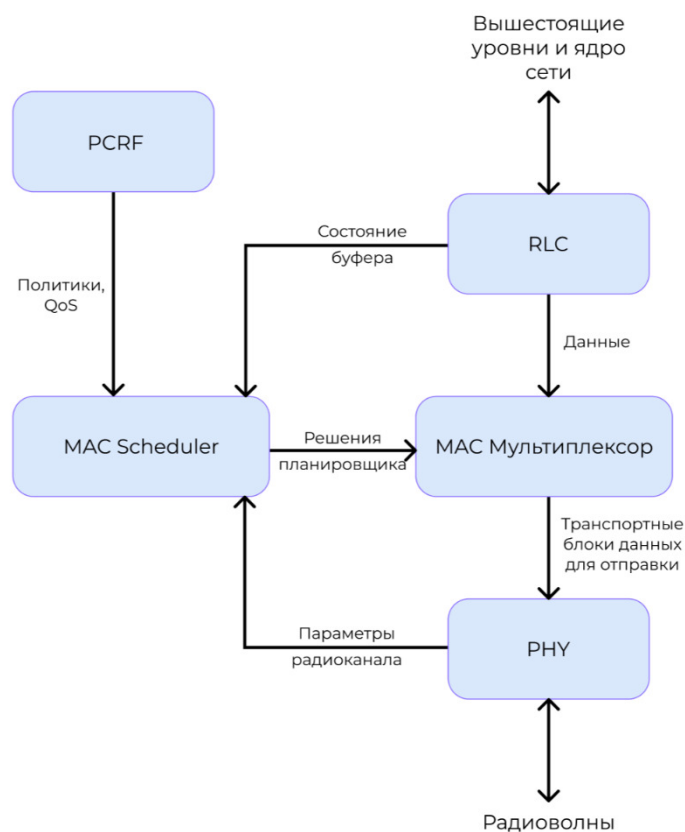 Вышестоящие
уровни и ядро
сети
PCRF
RLC
Состояние
буфера
Политики,
QoS
Данные
MAC Scheduler
Решения
планировщика
MAC Мультиплексор
Транспортные
блоки данных
для отправки
Параметры
радиоканала
PHY
Радиоволны